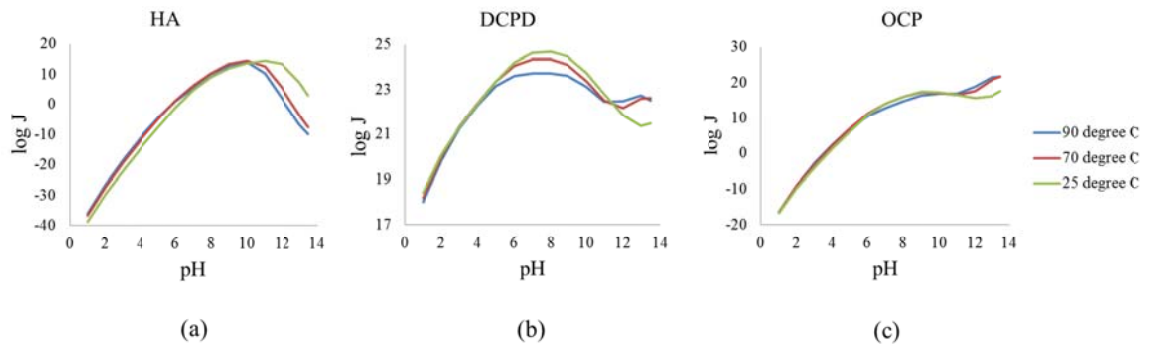 HA
20
10
0
-10
-20
-30
-40
log J
0 2 4 6 8 10 12 14
pH
(a)
DCPD
25
23
21
19
17
log J
0 2 4 6 8 10 12 14
pH
(b)
OCP
30
20
10
0
-10
-20
log J
0 2 4 6 8 10 12 14
pH
(c)
90 degree C
70 degree C
25 degree C